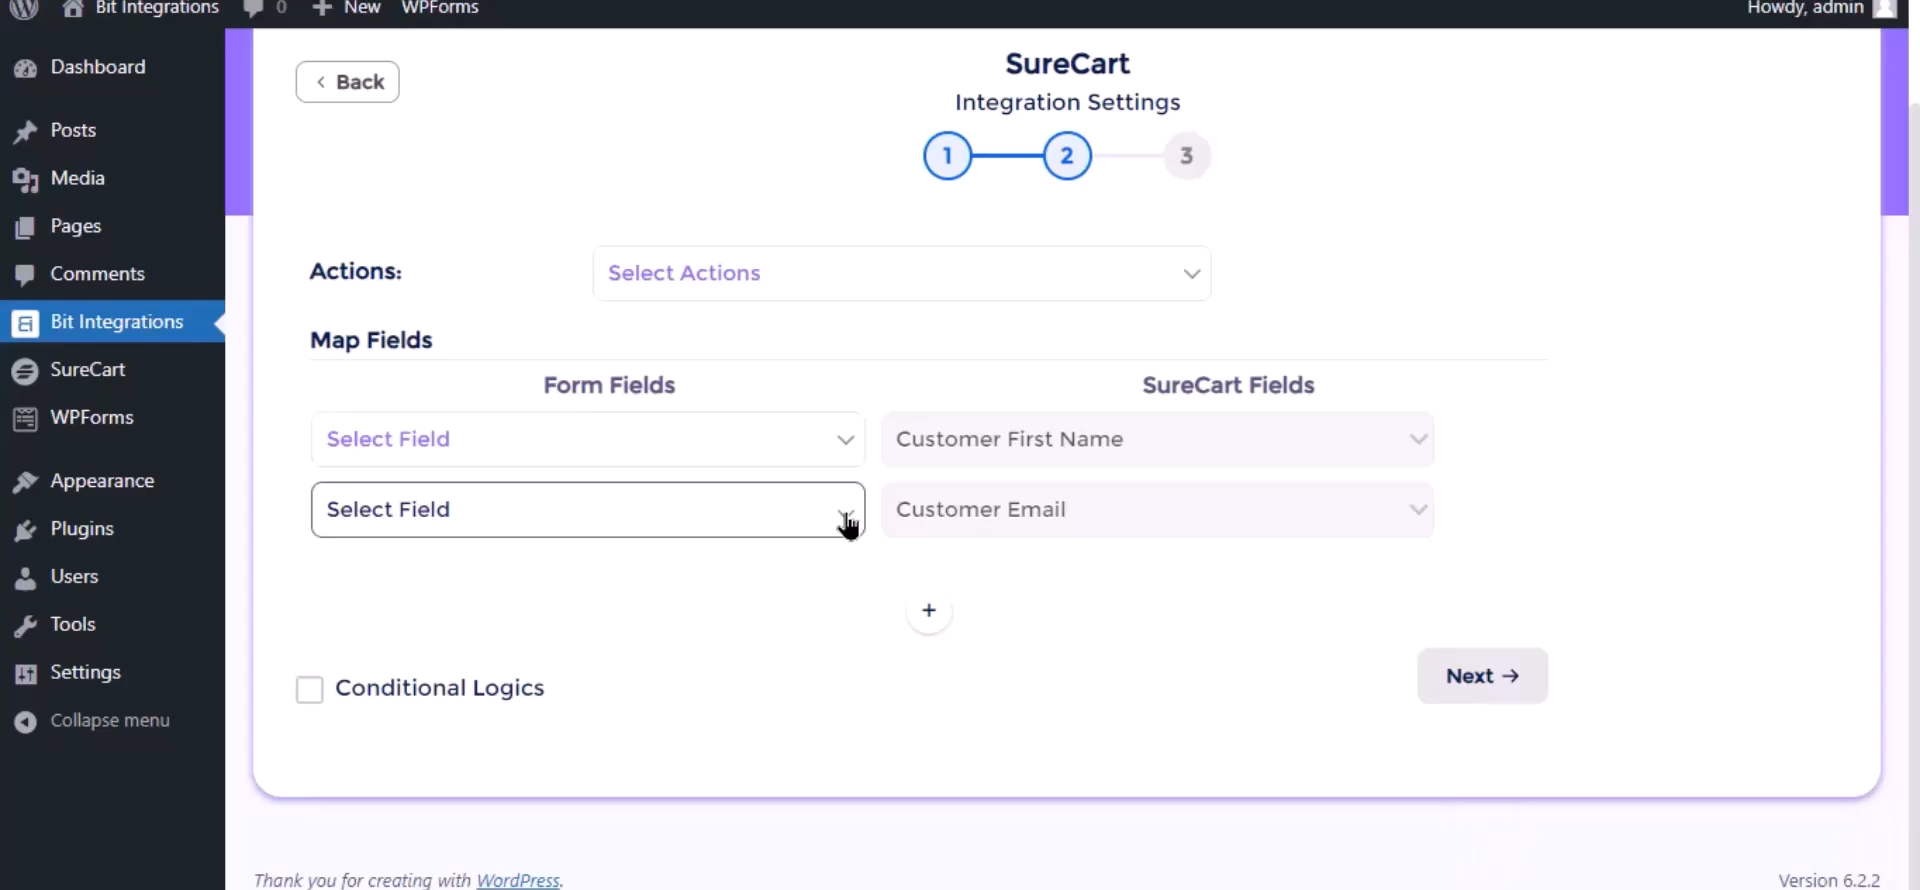 Bit Integrations 0 + New WPForms Howdy, admin
Dashboard
Posts
Media
Pages
Comments
Bit Integrations
SureCart
WPForms
Appearance
Plugins
Users
Tools
Settings
Collapse menu
< Back
SureCart
Integration Settings
1 2 3
Actions: Select Actions
Map Fields
Form Fields SureCart Fields
Select Field Customer First Name
Select Field Customer Email
+
Conditional Logics
Next →
Thank you for creating with WordPress. Version 6.2.2